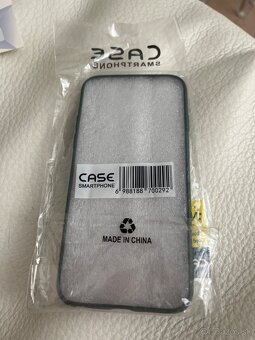 CASE
SMARTPHONE
CASE
SMARTPHONE
6 988188 700292
MADE IN CHINA